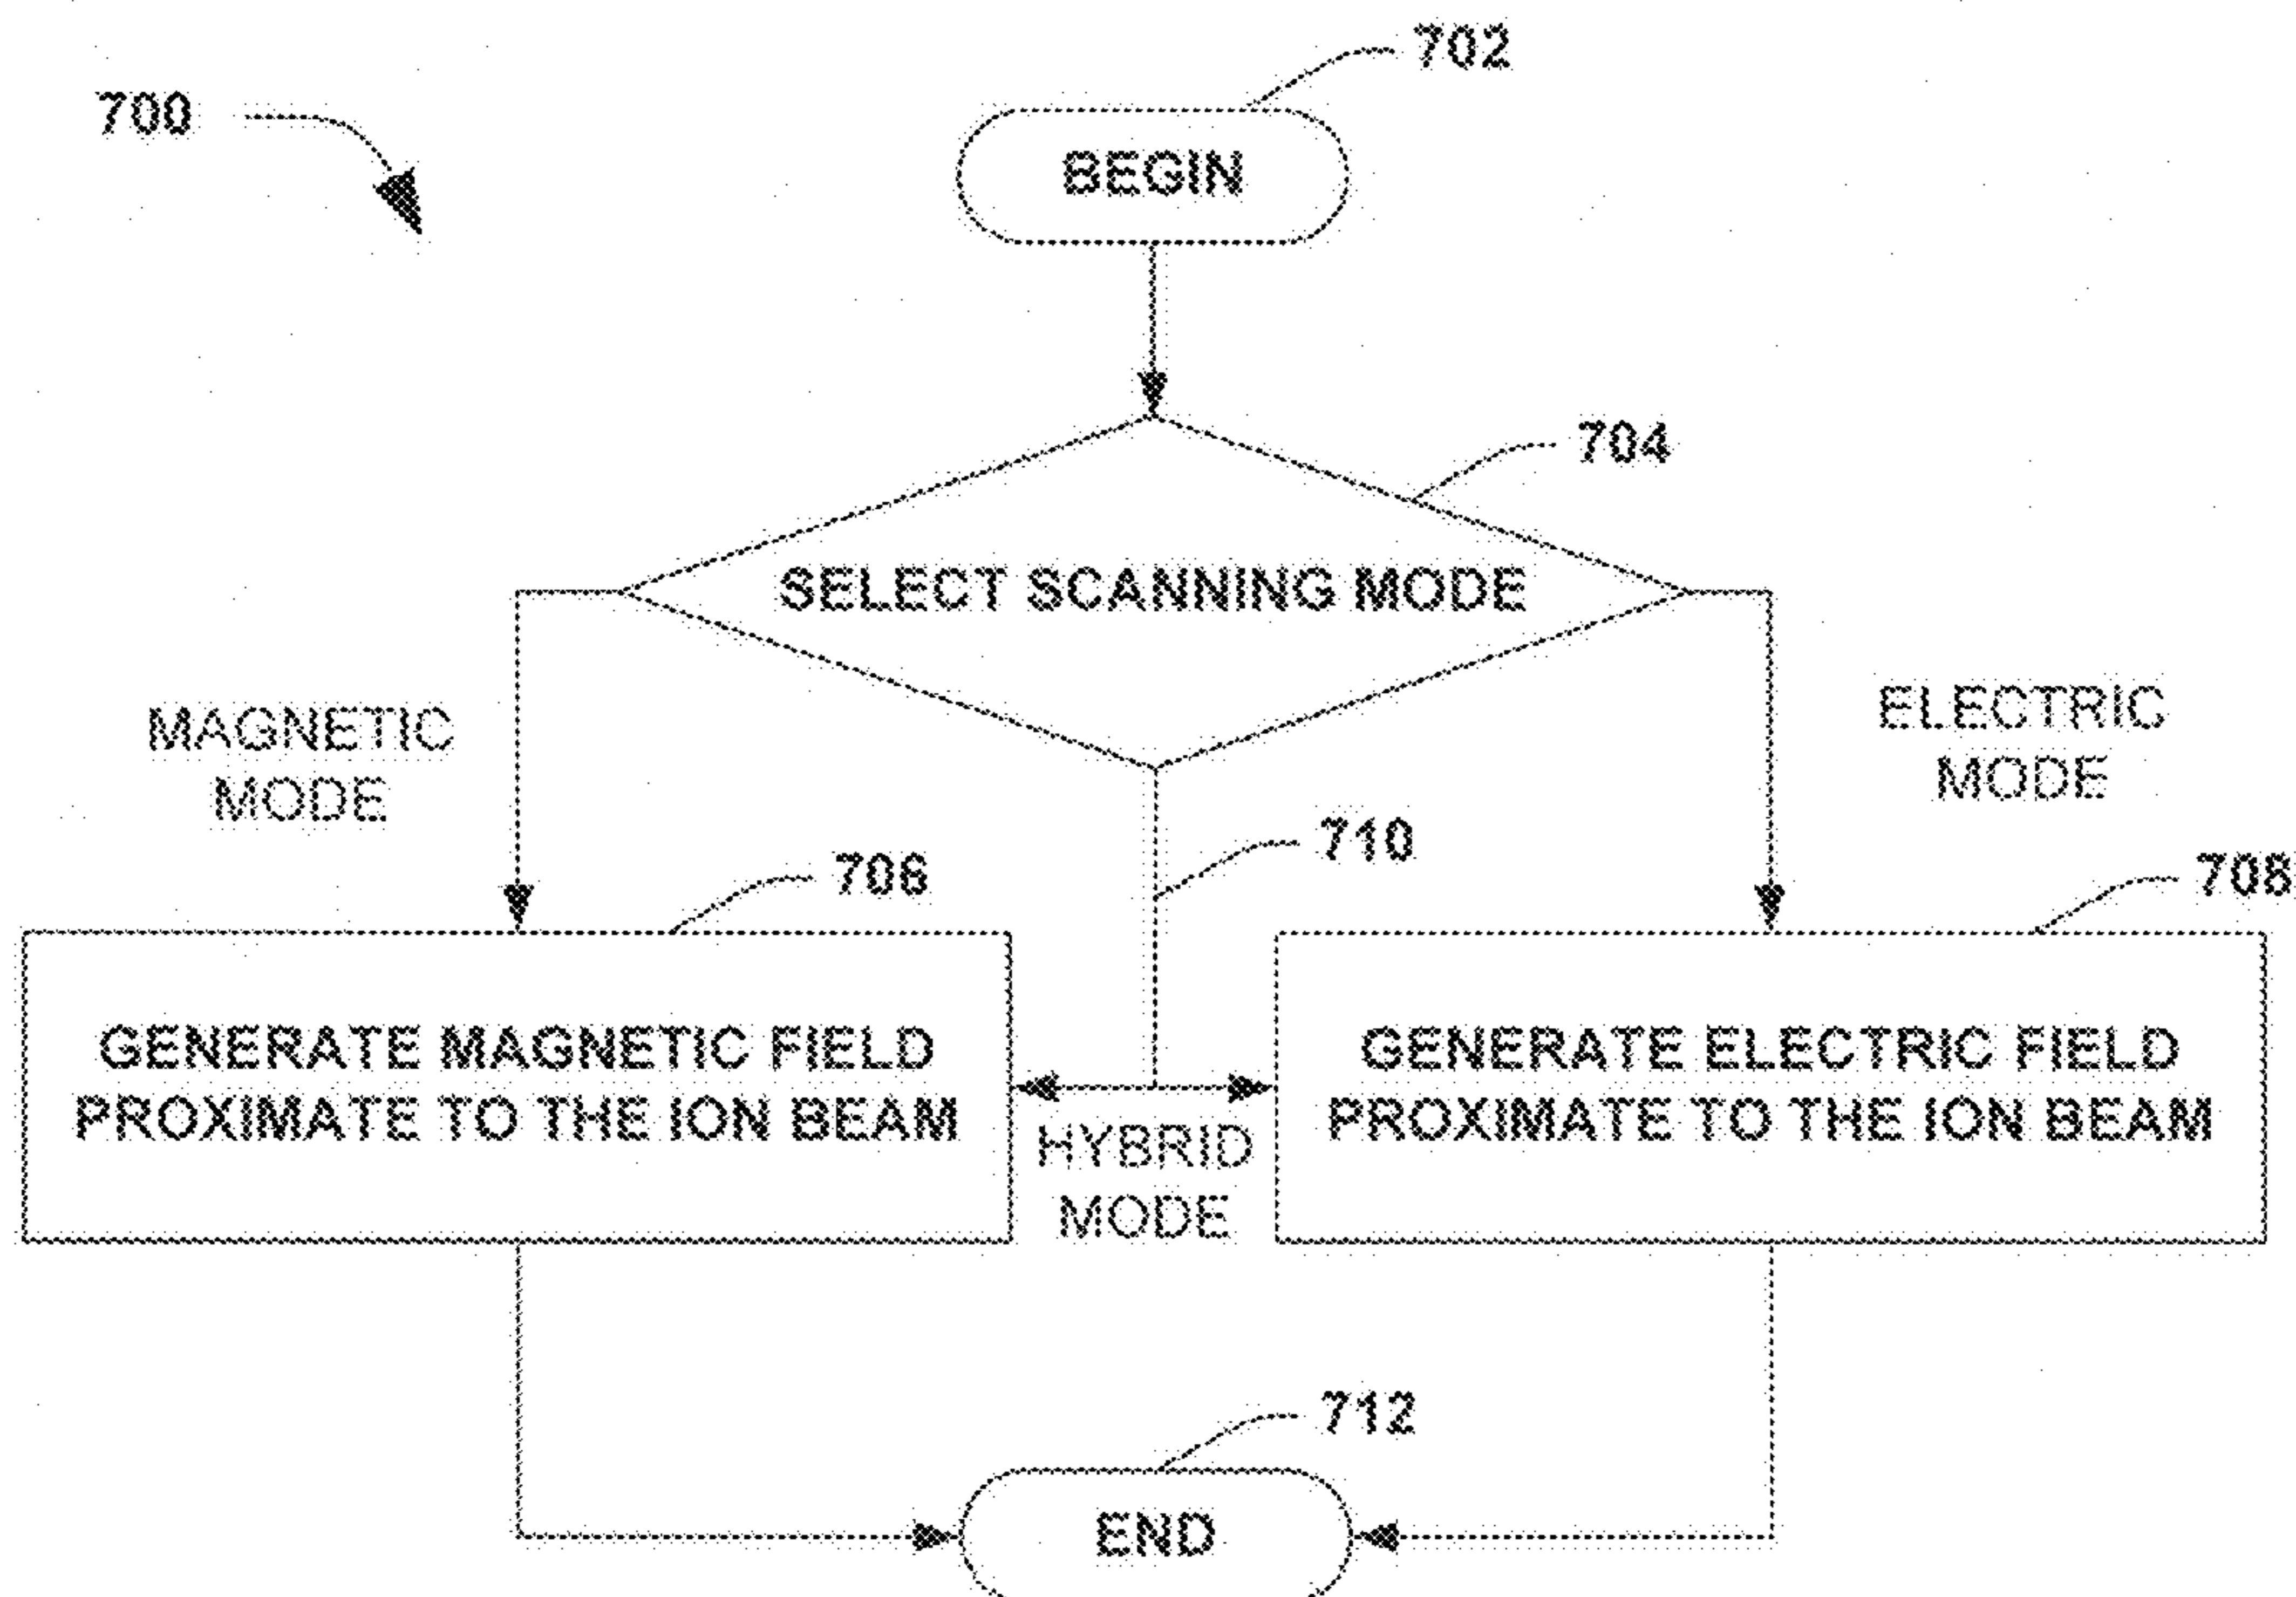 702
700
BEGIN
704
SELECT SCANNING MODE
MAGNETIC
MODE
ELECTRIC
MODE
710
706
708
GENERATE MAGNETIC FIELD
PROXIMATE TO THE ION BEAM
GENERATE ELECTRIC FIELD
PROXIMATE TO THE ION BEAM
HYBRID
MODE
712
END